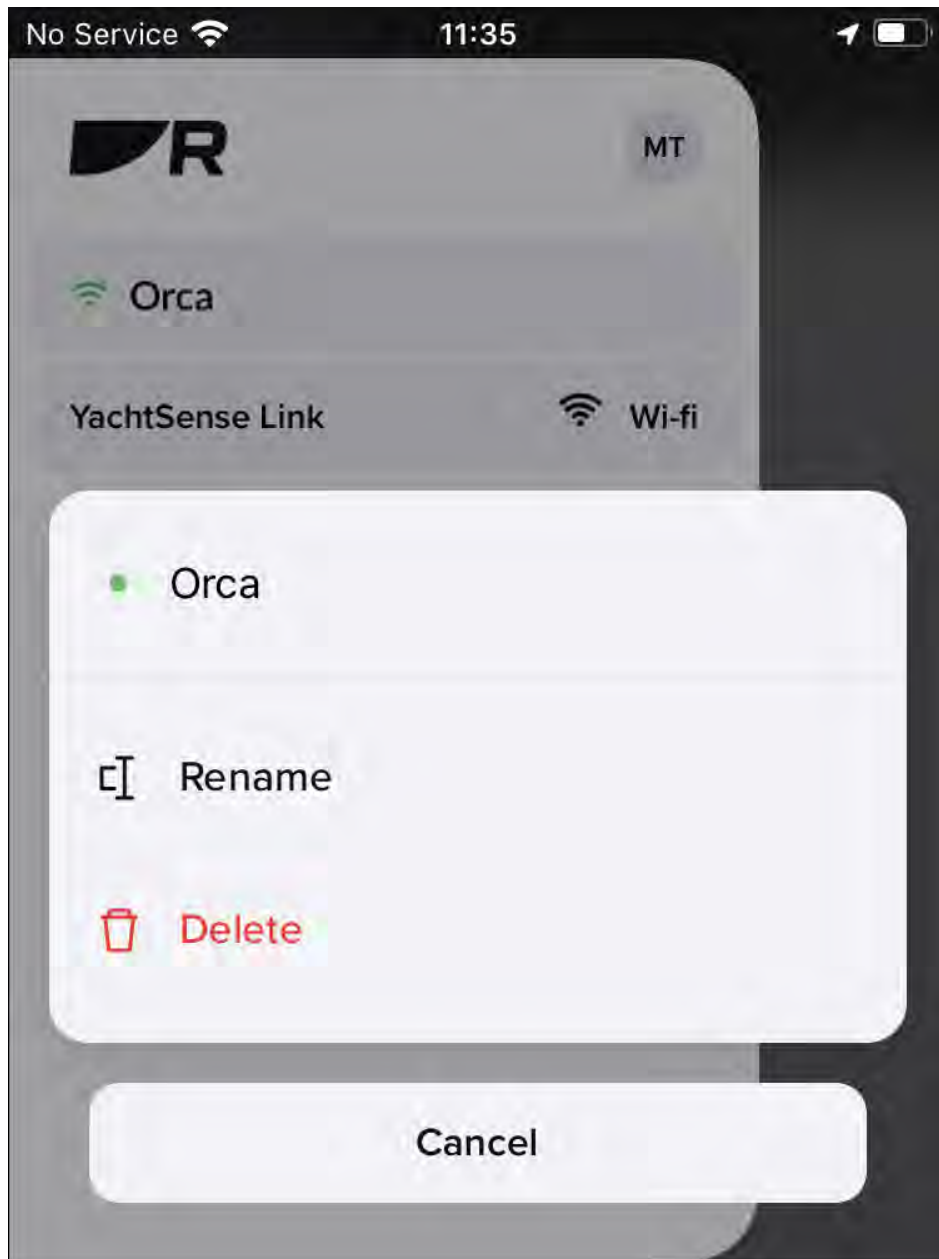 No Service 11:35
R MT
Orca
YachtSense Link Wi-fi
Orca
Rename
Delete
Cancel